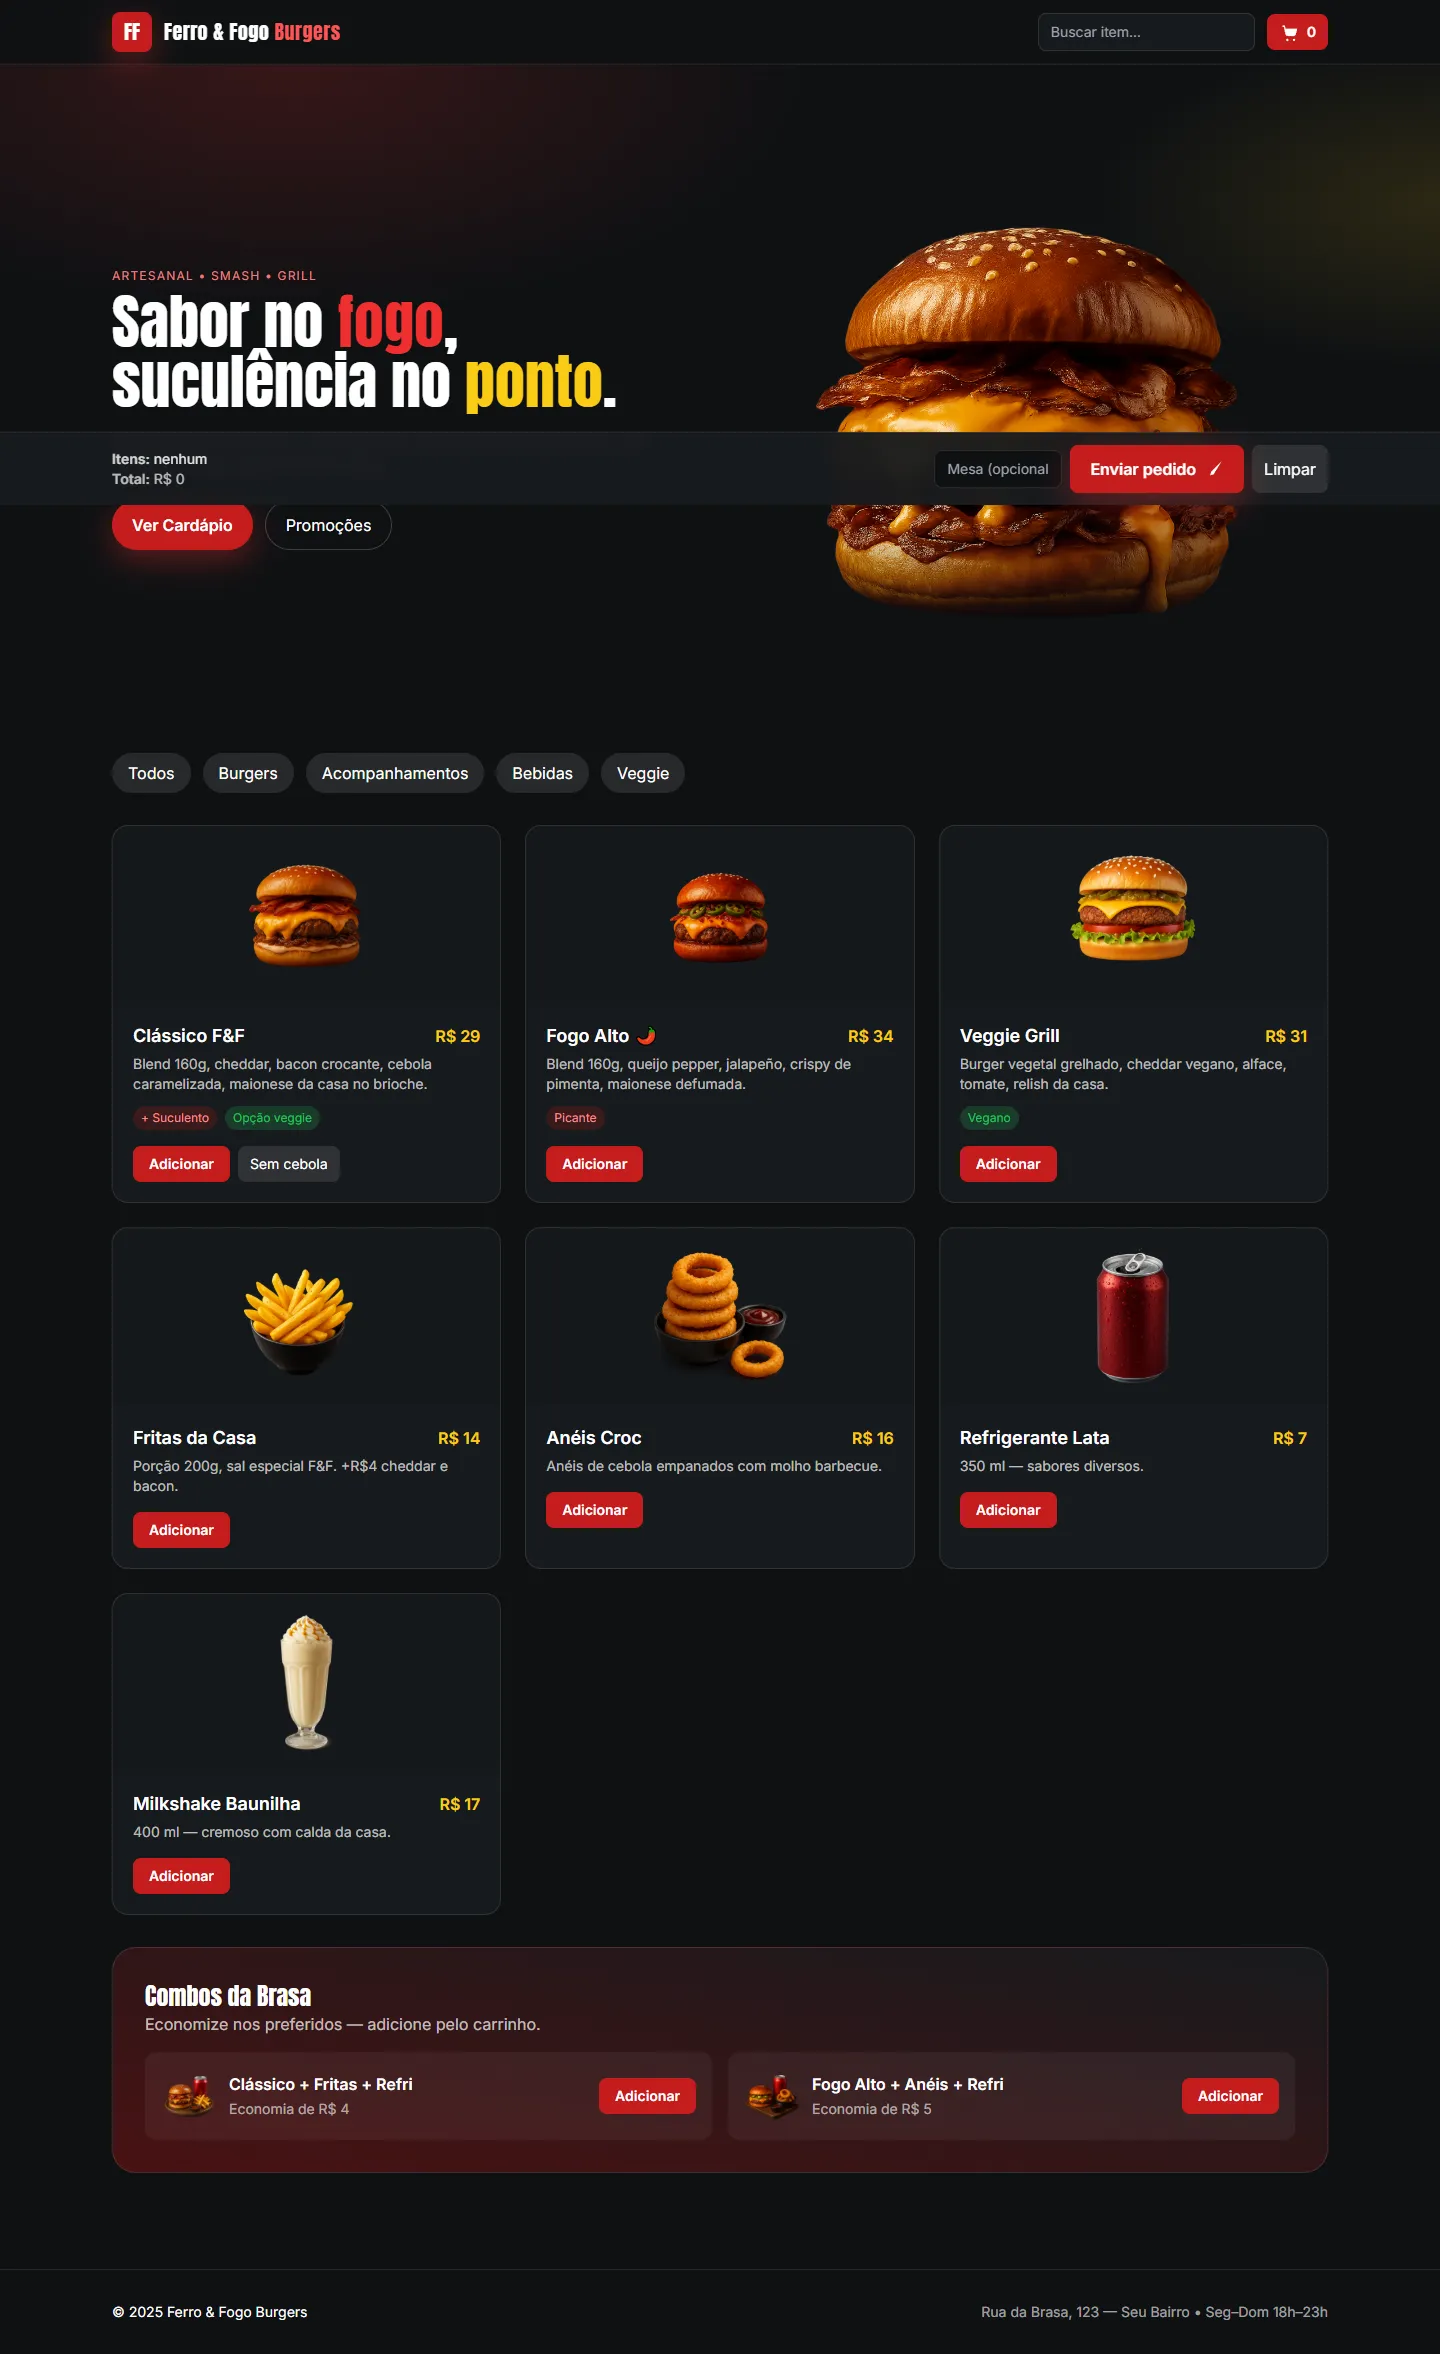 FF Ferro & Fogo Burgers
Buscar item...
0
ARTESANAL • SMASH • GRILL
Sabor no fogo,
suculência no ponto.
Itens: nenhum
Total: R$ 0
Mesa (opcional
Enviar pedido
Limpar
Ver Cardápio
Promoções
Todos
Burgers
Acompanhamentos
Bebidas
Veggie
Clássico F&F
R$ 29
Blend 160g, cheddar, bacon crocante, cebola
caramelizada, maionese da casa no brioche.
+ Suculento
Opção veggie
Adicionar
Sem cebola
Fogo Alto 🌶️
R$ 34
Blend 160g, queijo pepper, jalapeño, crispy de
pimenta, maionese defumada.
Picante
Adicionar
Veggie Grill
R$ 31
Burger vegetal grelhado, cheddar vegano, alface,
tomate, relish da casa.
Vegano
Adicionar
Fritas da Casa
R$ 14
Porção 200g, sal especial F&F. +R$4 cheddar e
bacon.
Adicionar
Anéis Croc
R$ 16
Anéis de cebola empanados com molho barbecue.
Adicionar
Refrigerante Lata
R$ 7
350 ml — sabores diversos.
Adicionar
Milkshake Baunilha
R$ 17
400 ml — cremoso com calda da casa.
Adicionar
Combos da Brasa
Economize nos preferidos — adicione pelo carrinho.
Clássico + Fritas + Refri
Economia de R$ 4
Adicionar
Fogo Alto + Anéis + Refri
Economia de R$ 5
Adicionar
© 2025 Ferro & Fogo Burgers
Rua da Brasa, 123 — Seu Bairro • Seg–Dom 18h–23h